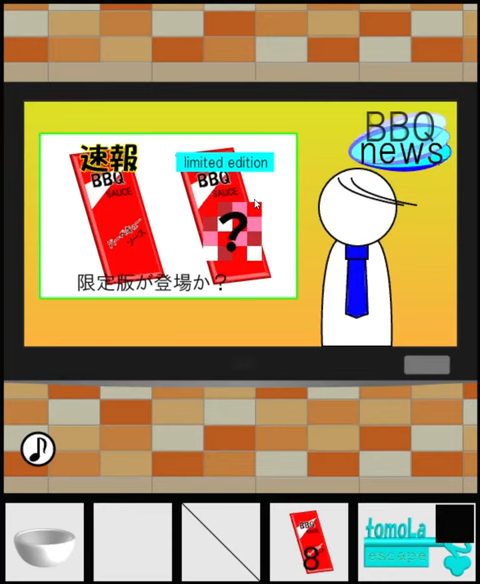 BBQ
news
速報
limited edition
BBQ
SAUCE
BBQ
SAUCE
?
限定版が登場か？
8
tomoLa
escape